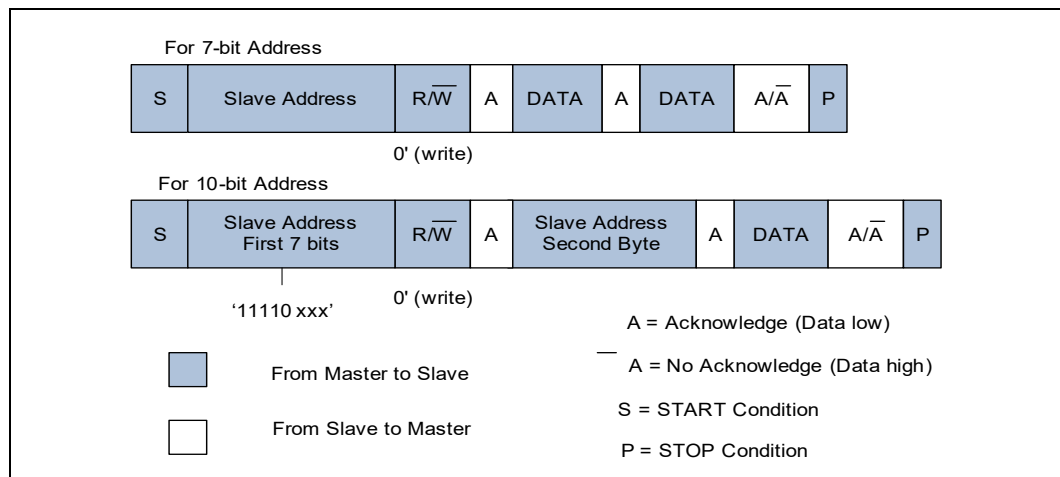 For 7-bit Address
S Slave Address R/W̅ A DATA A DATA A/A̅ P
0' (write)
For 10-bit Address
S Slave Address First 7 bits R/W̅ A Slave Address Second Byte A DATA A/A̅ P
‘11110 xxx’ 0' (write)
A = Acknowledge (Data low)
From Master to Slave
A̅ = No Acknowledge (Data high)
S = START Condition
From Slave to Master
P = STOP Condition